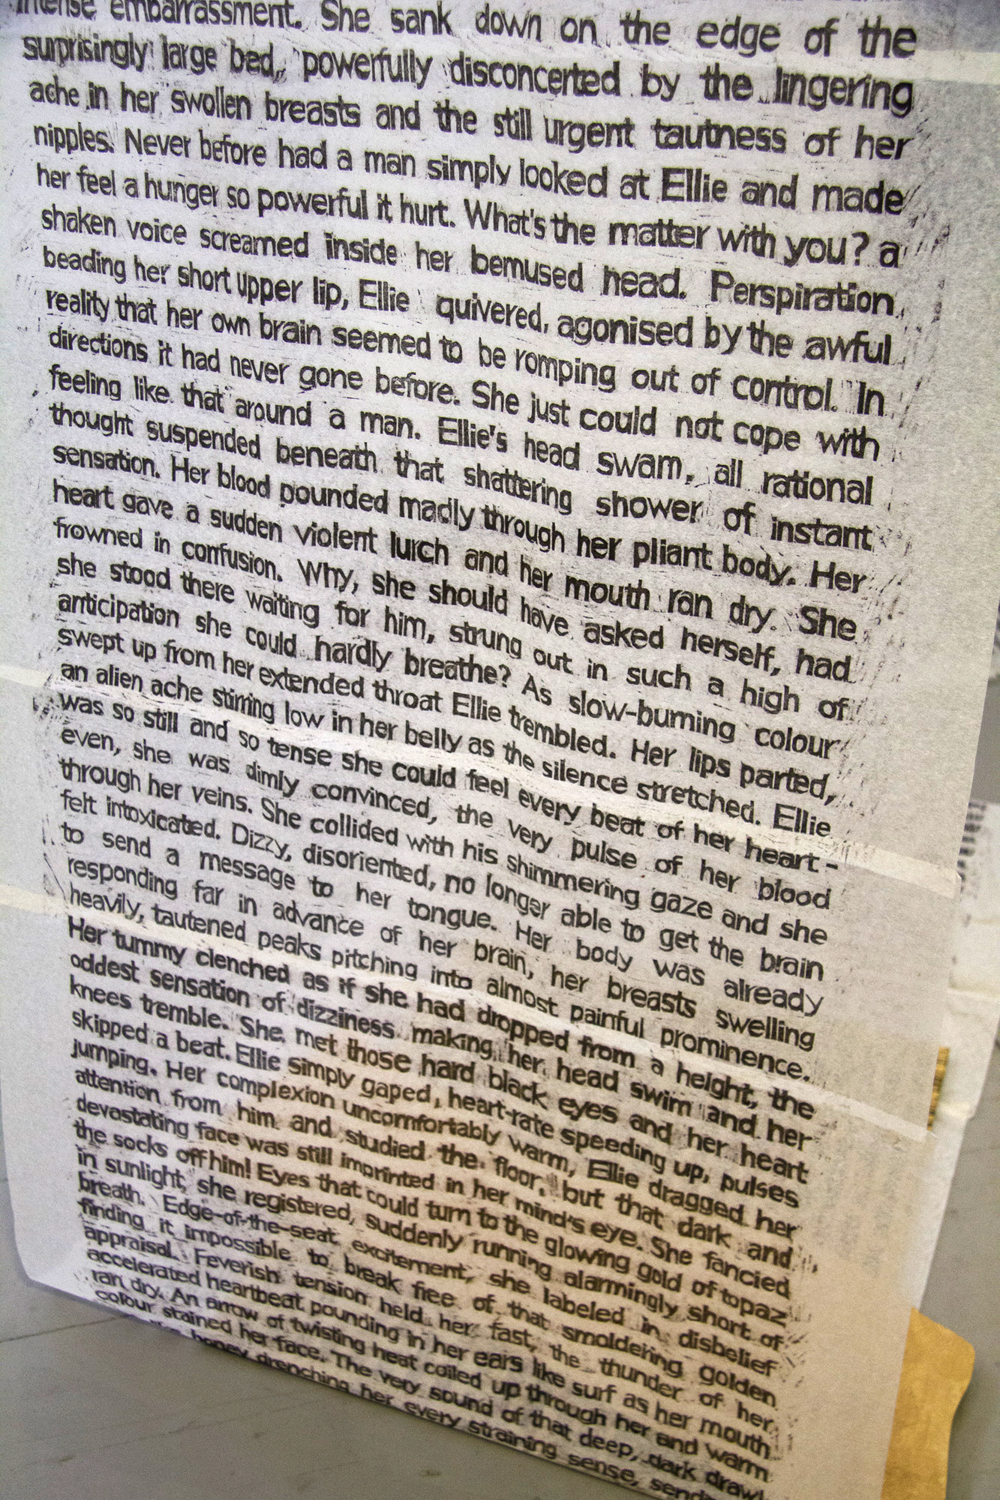 intense embarrassment. She sank down on the edge of the
surprisingly large bed, powerfully disconcerted by the lingering
ache in her swollen breasts and the still urgent tautness of her
nipples. Never before had a man simply looked at Ellie and made
her feel a hunger so powerful it hurt. What's the matter with you? a
shaken voice screamed inside her bemused head. Perspiration
beading her short upper lip, Ellie quivered, agonised by the awful
reality that her own brain seemed to be romping out of control. In
directions it had never gone before. She just could not cope with
feeling like that around a man. Ellie's head swam, all rational
thought suspended beneath that shattering shower of instant
sensation. Her blood pounded madly through her pliant body. Her
heart gave a sudden violent lurch and her mouth ran dry. She
frowned in confusion. Why, she should have asked herself, had
she stood there waiting for him, strung out in such a high of
anticipation she could hardly breathe? As slow-burning colour
swept up from her extended throat Ellie trembled. Her lips parted,
an alien ache stirring low in her belly as the silence stretched. Ellie
was so still and so tense she could feel every beat of her heart -
even, she was dimly convinced, the very pulse of her blood
through her veins. She collided with his shimmering gaze and she
felt intoxicated. Dizzy, disoriented, no longer able to get the brain
to send a message to her tongue. Her body was already
responding far in advance of her brain, her breasts swelling
heavily, tautened peaks pitching into almost painful prominence.
Her tummy clenched as if she had dropped from a height, the
oddest sensation of dizziness making her head swim and her
knees tremble. She met those hard black eyes and her heart
skipped a beat. Ellie simply gaped, heart-rate speeding up, pulses
jumping. Her complexion uncomfortably warm, Ellie dragged her
attention from him and studied the floor, but that dark and
devastating face was still imprinted in her mind's eye. She fancied
the socks off him! Eyes that could turn to the glowing gold of topaz
in sunlight, she registered, suddenly running alarmingly short of
breath. Edge-of-the-seat excitement, she labeled in disbelief
finding it impossible to break free of that smoldering golden
appraisal. Feverish tension held her fast, the thunder of her
accelerated heartbeat pounding in her ears like surf as her mouth
ran dry. An arrow of twisting heat coiled up through her and warm
colour stained her face. The very sound of that deep, dark drawl
honey drenching her every straining sense,